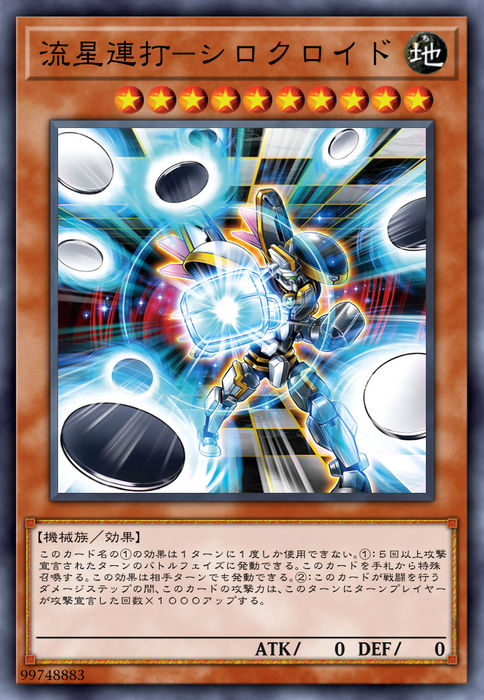 流星連打－シロクロイド
地
【機械族／効果】
このカード名の①の効果は１ターンに１度しか使用できない。①：５回以上攻撃
宣言されたターンのバトルフェイズに発動できる。このカードを手札から特殊
召喚する。この効果は相手ターンでも発動できる。②：このカードが戦闘を行う
ダメージステップの間、このカードの攻撃力は、このターンにターンプレイヤー
が攻撃宣言した回数×１０００アップする。
ATK/ 0 DEF/ 0
99748883